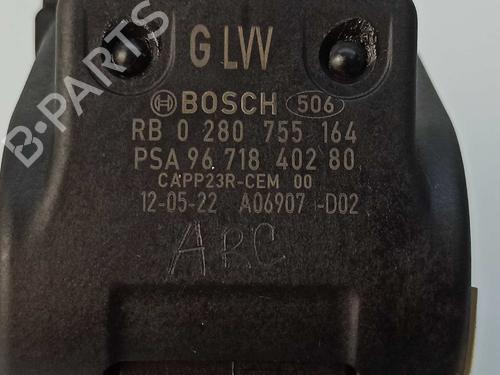 G LVV
BOSCH 506
RB 0 280 755 164
PSA 96 718 402 80
CAPP23R-CEM 00
12-05-22 A06907 -D02
ARC
B-PARTS